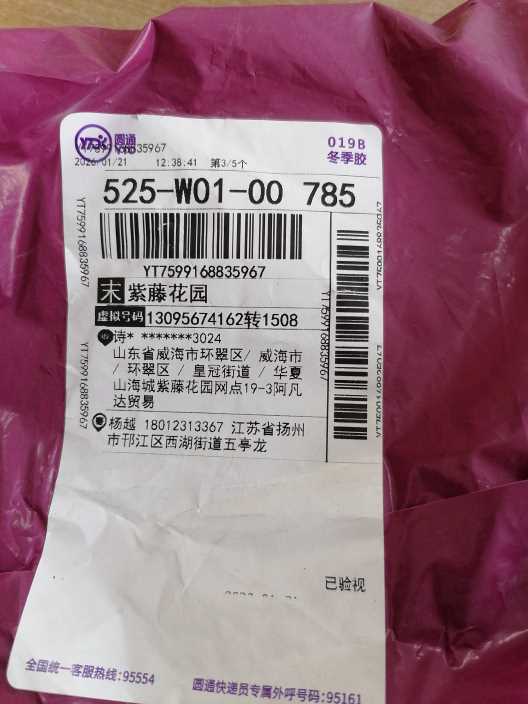 圆通
YTO
019B
冬季胶
2026/01/21 12:38:41 第3/5个
525-W01-00 785
YT7599168835967
末 紫藤花园
虚拟号码 13095674162转1508
诗* *******3024
山东省威海市环翠区/ 威海市
/ 环翠区 / 皇冠街道 / 华夏
山海城紫藤花园网点19-3阿凡
达贸易
杨越 18012313367 江苏省扬州
市邗江区西湖街道五亭龙
YT7599168835967
YT7599168835967
YT7599168835967
已验视
全国统一客服热线:95554
圆通快递员专属外呼号码:95161